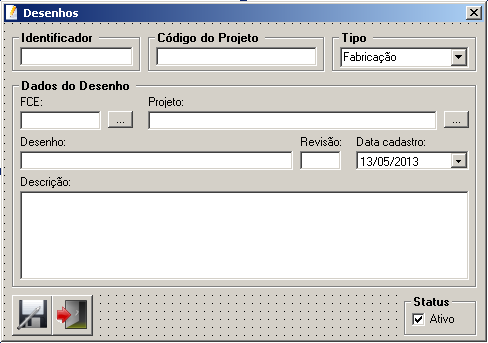 Desenhos
Identificador
Código do Projeto
Tipo
Fabricação
Dados do Desenho
FCE:
Projeto:
...
...
Desenho:
Revisão:
Data cadastro:
13/05/2013
Descrição:
Status
Ativo